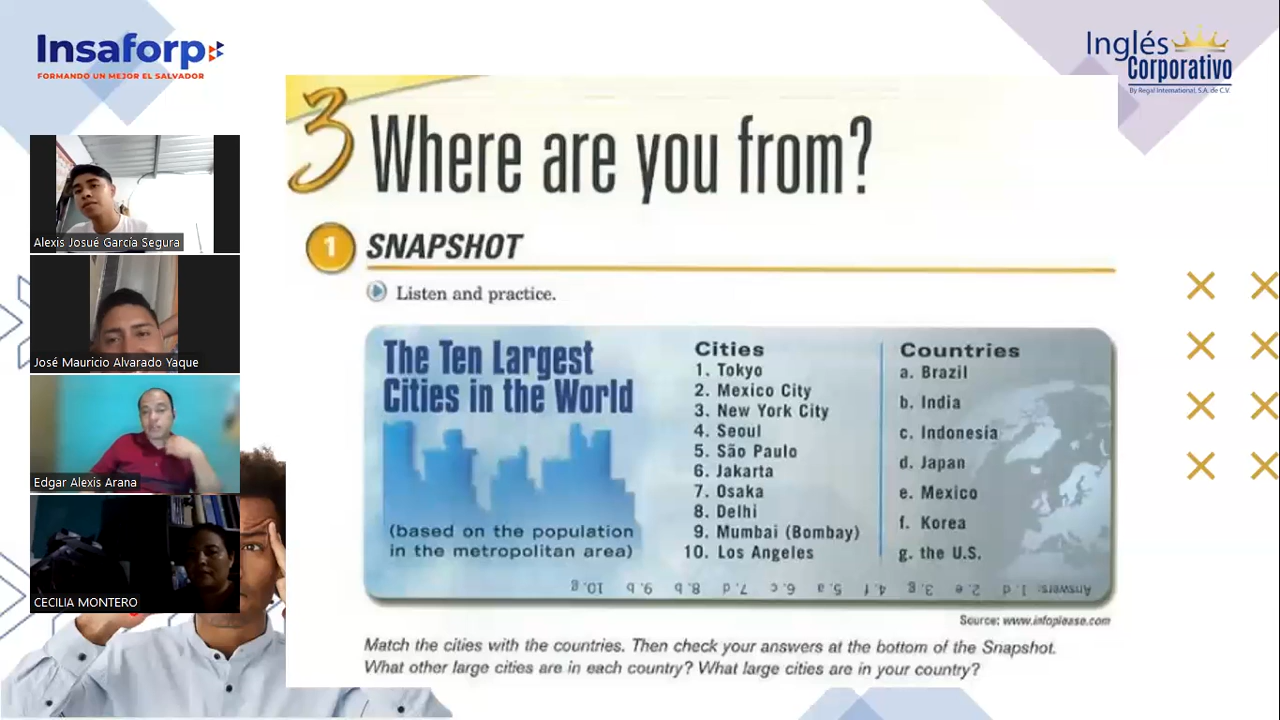 Insaforp
FORMANDO UN MEJOR EL SALVADOR
Inglés
Corporativo
By Regal International, S.A. de C.V.
Alexis Josué García Segura
José Mauricio Alvarado Yaque
Edgar Alexis Arana
CECILIA MONTERO
3 Where are you from?
1 SNAPSHOT
Listen and practice.
The Ten Largest
Cities in the World
(based on the population
in the metropolitan area)
Cities
1. Tokyo
2. Mexico City
3. New York City
4. Seoul
5. São Paulo
6. Jakarta
7. Osaka
8. Delhi
9. Mumbai (Bombay)
10. Los Angeles
Countries
a. Brazil
b. India
c. Indonesia
d. Japan
e. Mexico
f. Korea
g. the U.S.
Answers: 1. d 2. e 3. g 4. f 5. a 6. c 7. d 8. b 9. b 10. g
Source: www.infoplease.com
Match the cities with the countries. Then check your answers at the bottom of the Snapshot.
What other large cities are in each country? What large cities are in your country?